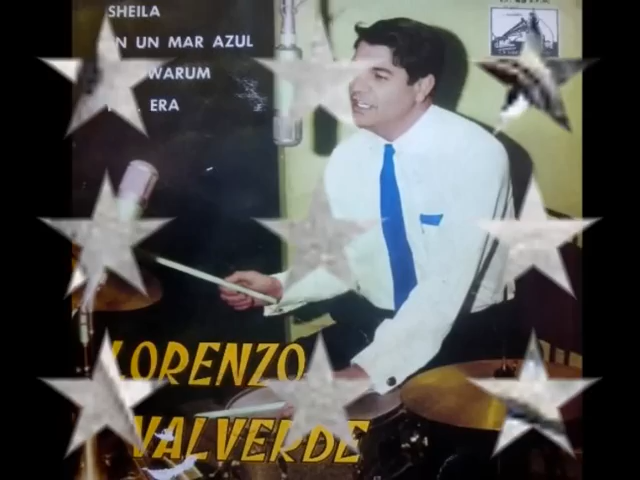 SHEILA
UN MAR AZUL
WARUM
ERA
LORENZO
VALVERDE